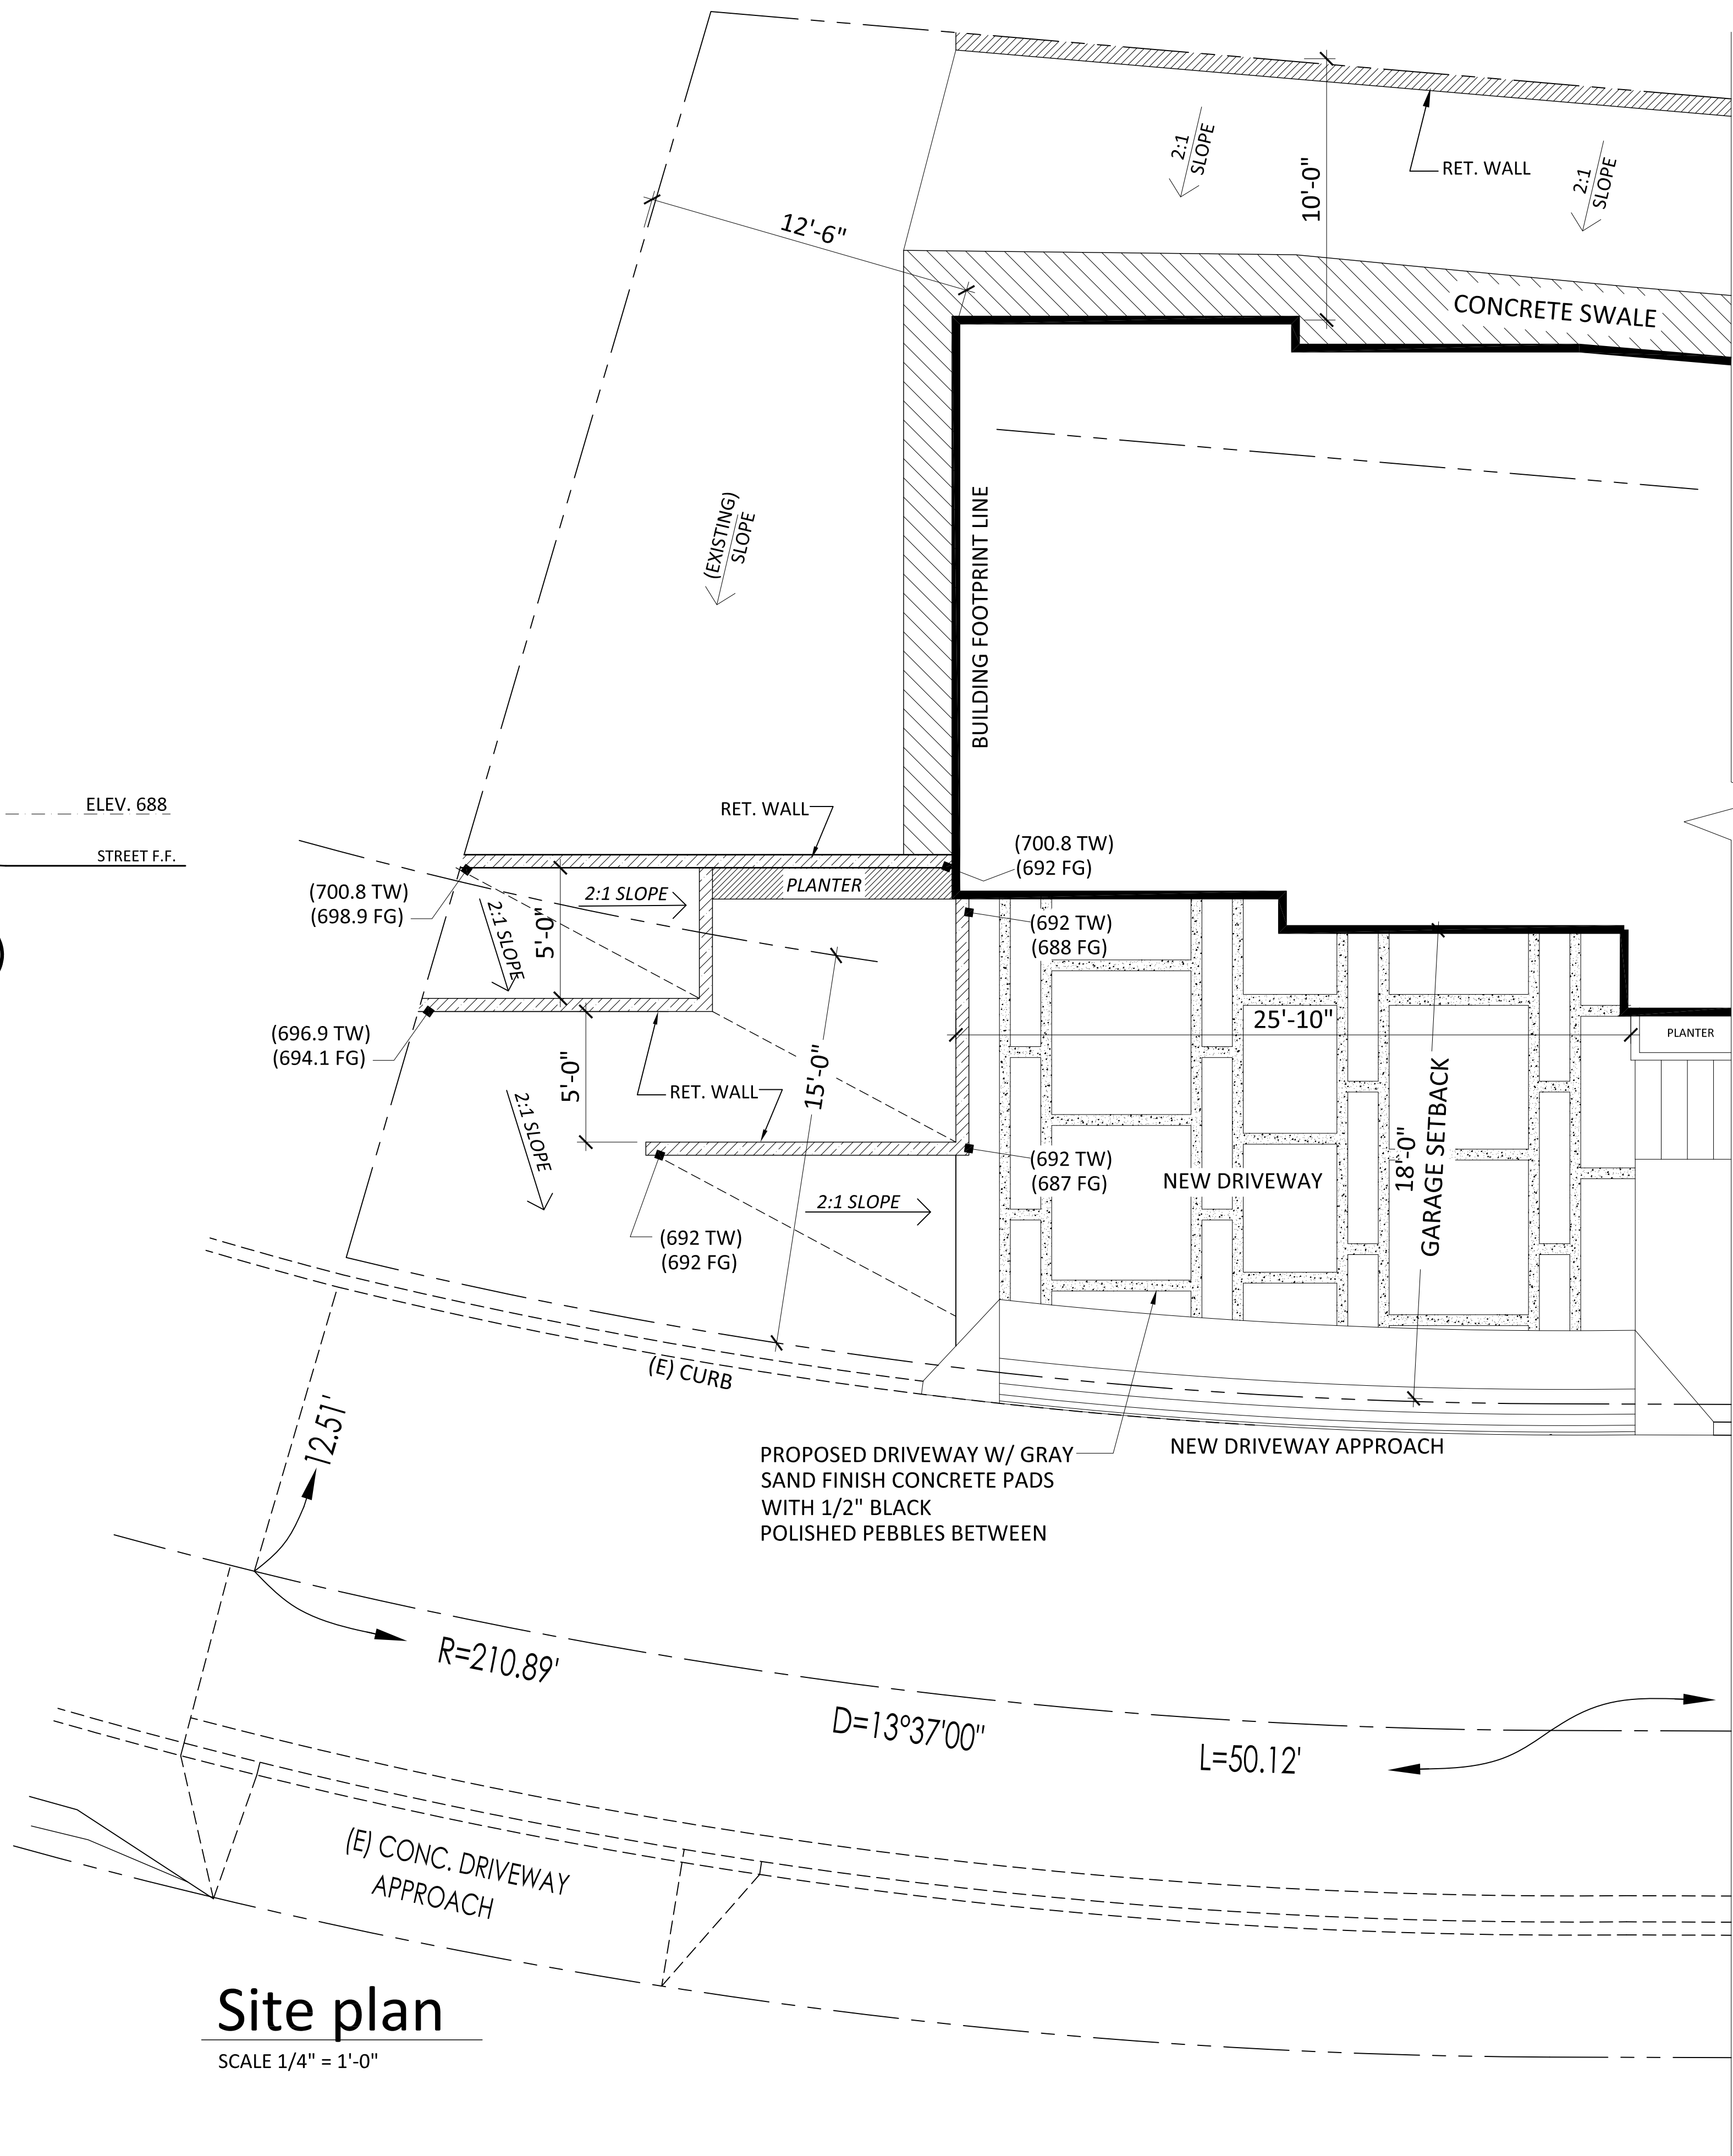 2:1
SLOPE
RET. WALL
10'-0"
2:1
SLOPE
12'-6"
CONCRETE SWALE
(EXISTING)
SLOPE
BUILDING FOOTPRINT LINE
ELEV. 688
STREET F.F.
RET. WALL
(700.8 TW)
(692 FG)
(700.8 TW)
(698.9 FG)
2:1 SLOPE
PLANTER
2:1 SLOPE
5'-0"
(692 TW)
(688 FG)
25'-10"
PLANTER
(696.9 TW)
(694.1 FG)
5'-0"
RET. WALL
15'-0"
2:1 SLOPE
(692 TW)
(687 FG)
NEW DRIVEWAY
18'-0"
GARAGE SETBACK
2:1 SLOPE
(692 TW)
(692 FG)
(E) CURB
12.51'
PROPOSED DRIVEWAY W/ GRAY
SAND FINISH CONCRETE PADS
WITH 1/2" BLACK
POLISHED PEBBLES BETWEEN
NEW DRIVEWAY APPROACH
R=210.89'
D=13°37'00"
L=50.12'
(E) CONC. DRIVEWAY
APPROACH
Site plan
SCALE 1/4" = 1'-0"